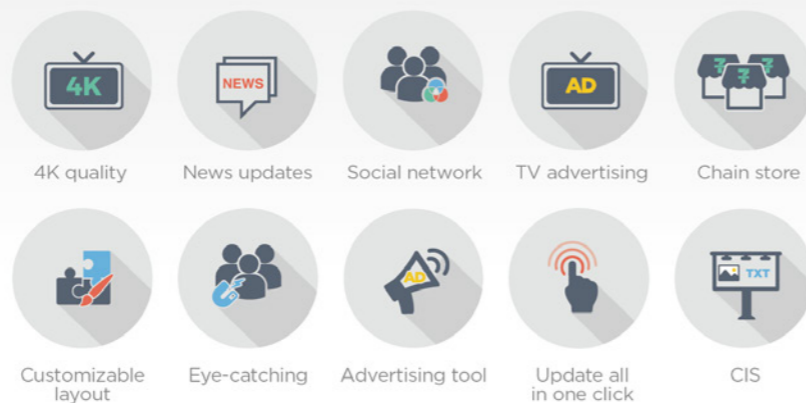 4K
NEWS
AD
4K quality
News updates
Social network
TV advertising
Chain store
AD
TXT
Customizable
layout
Eye-catching
Advertising tool
Update all
in one click
CIS